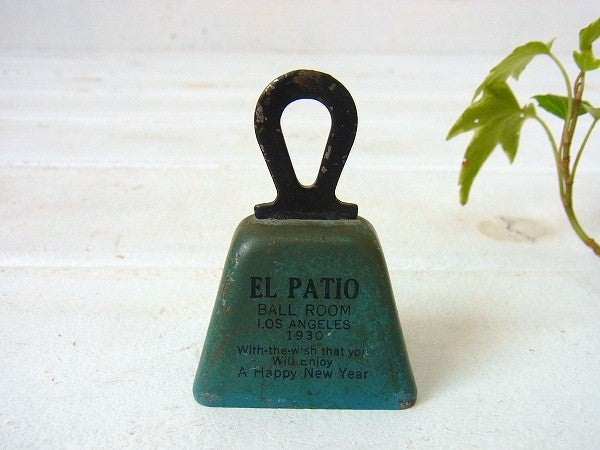 EL PATIO
BALL ROOM
LOS ANGELES
1930
With-the-wish that you
Will Enjoy
A Happy New Year